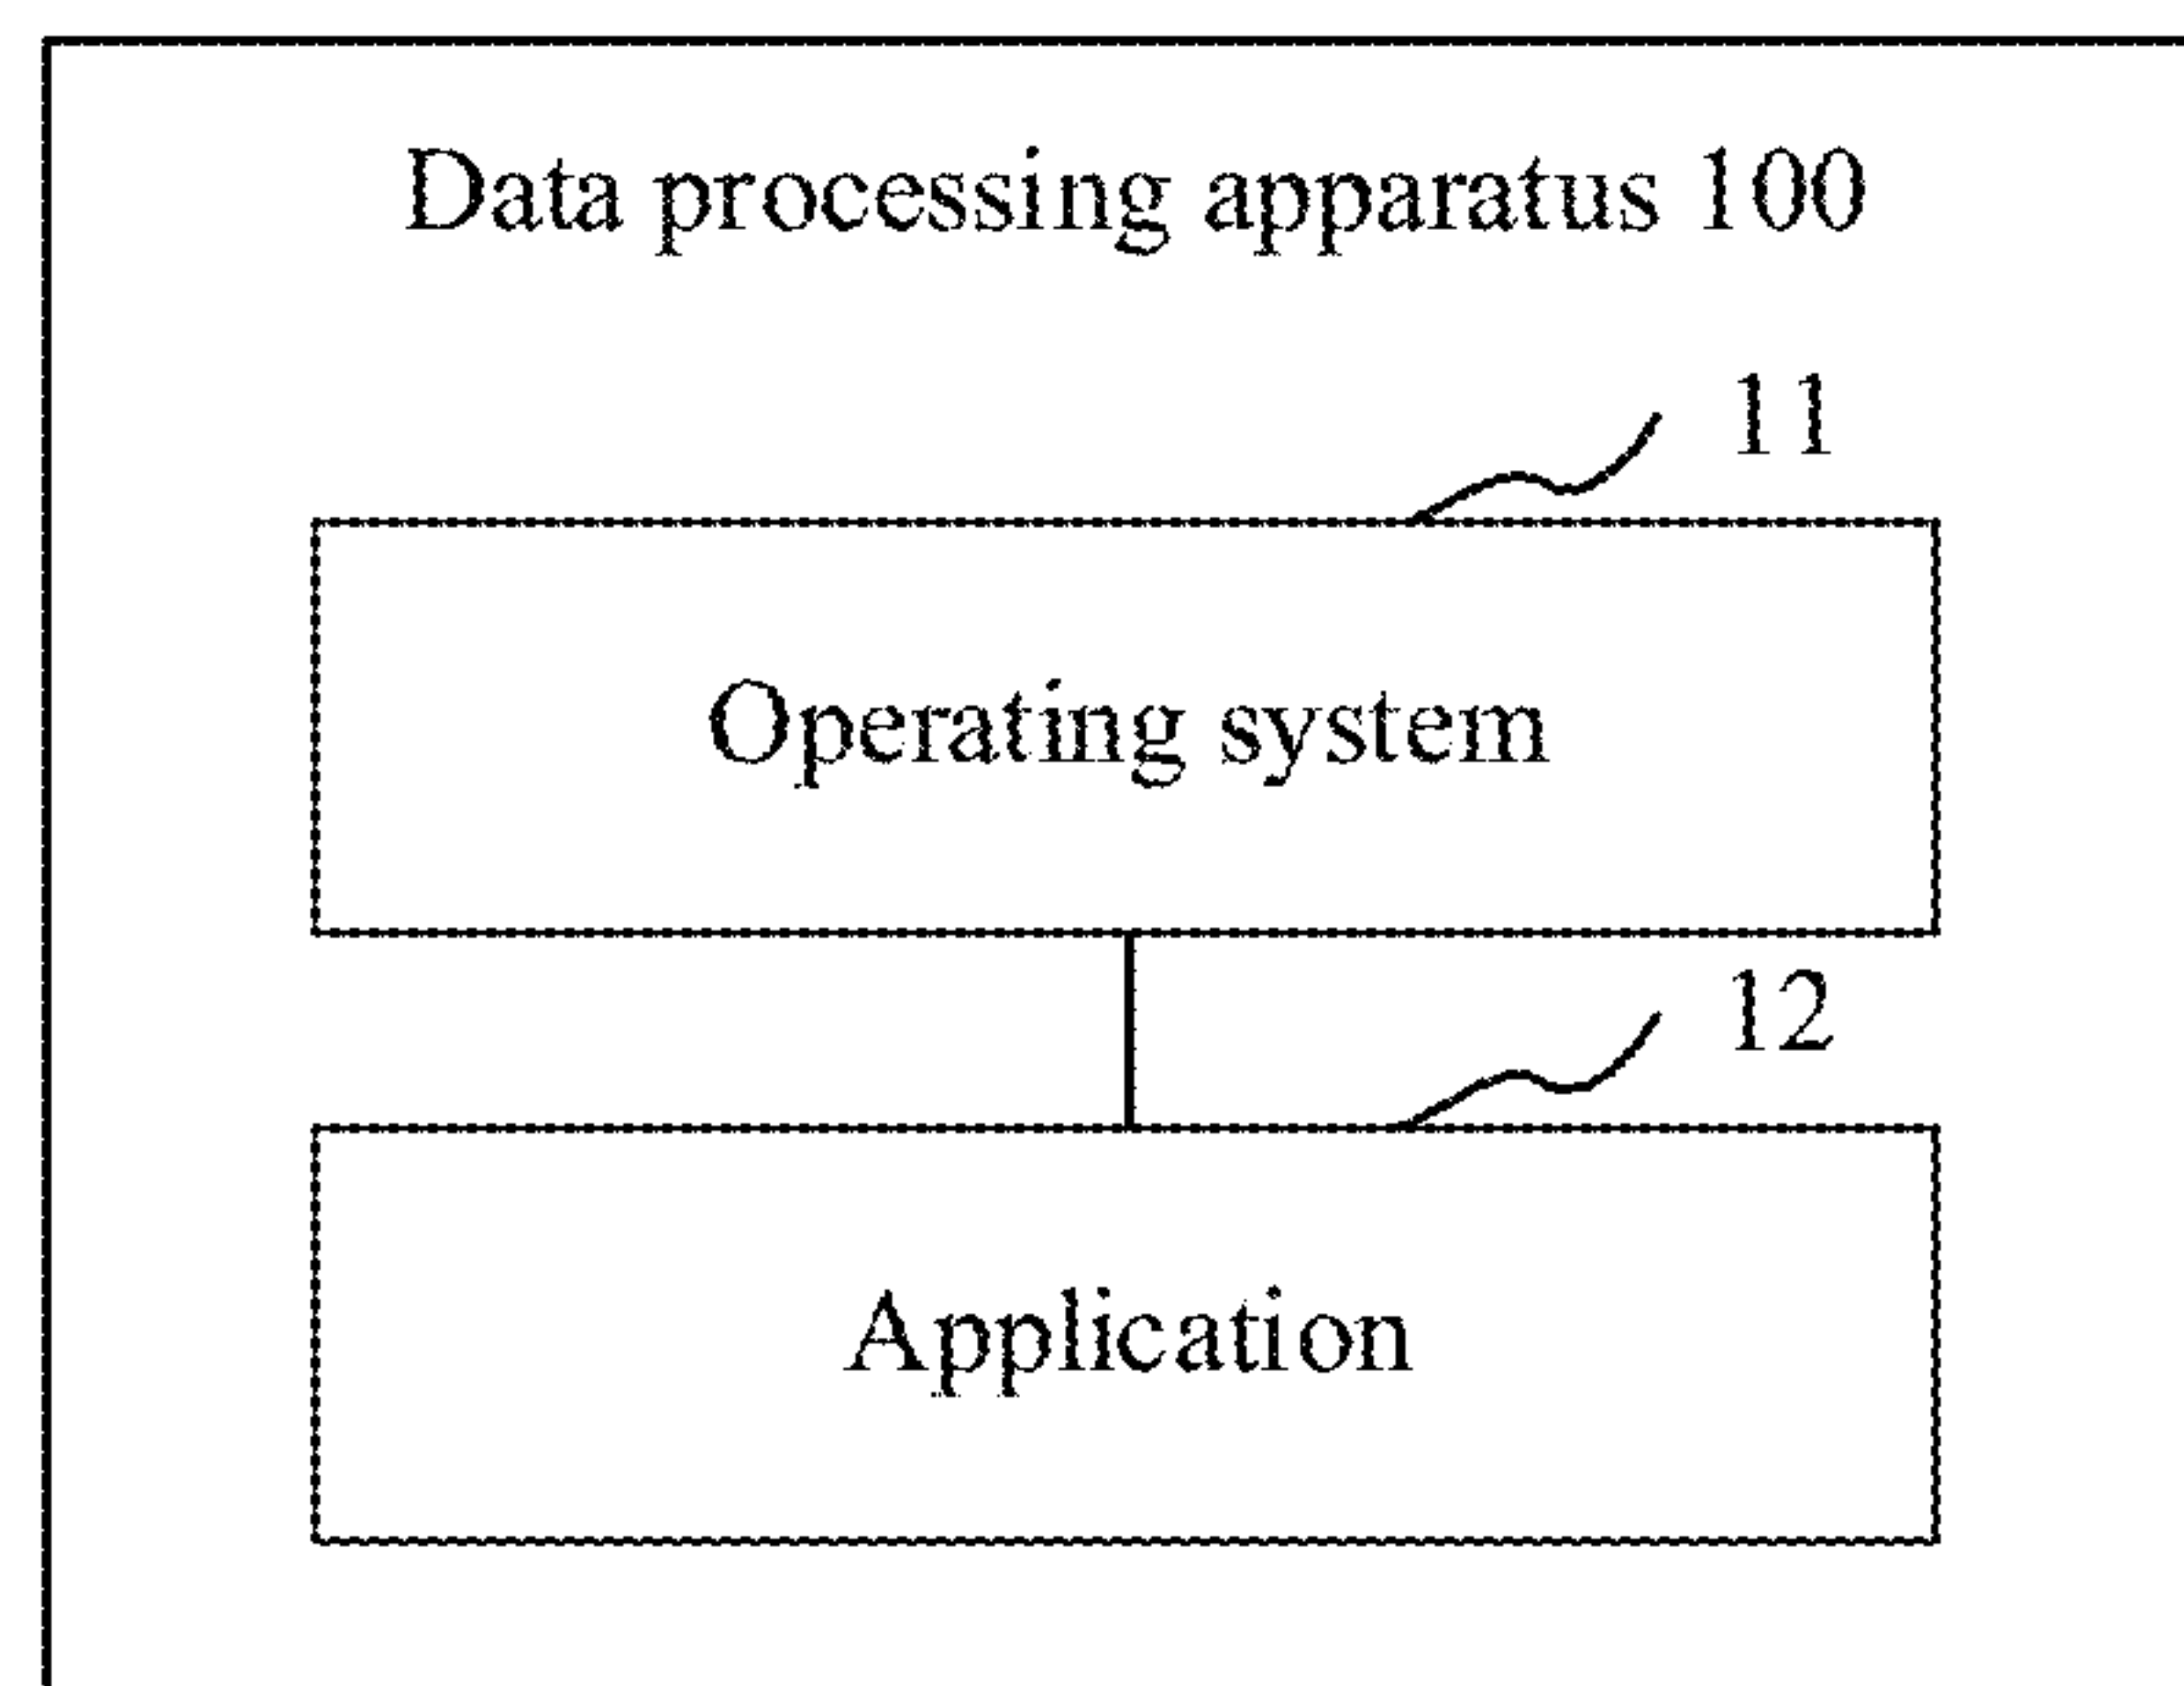 Data processing apparatus 100
11
Operating system
12
Application